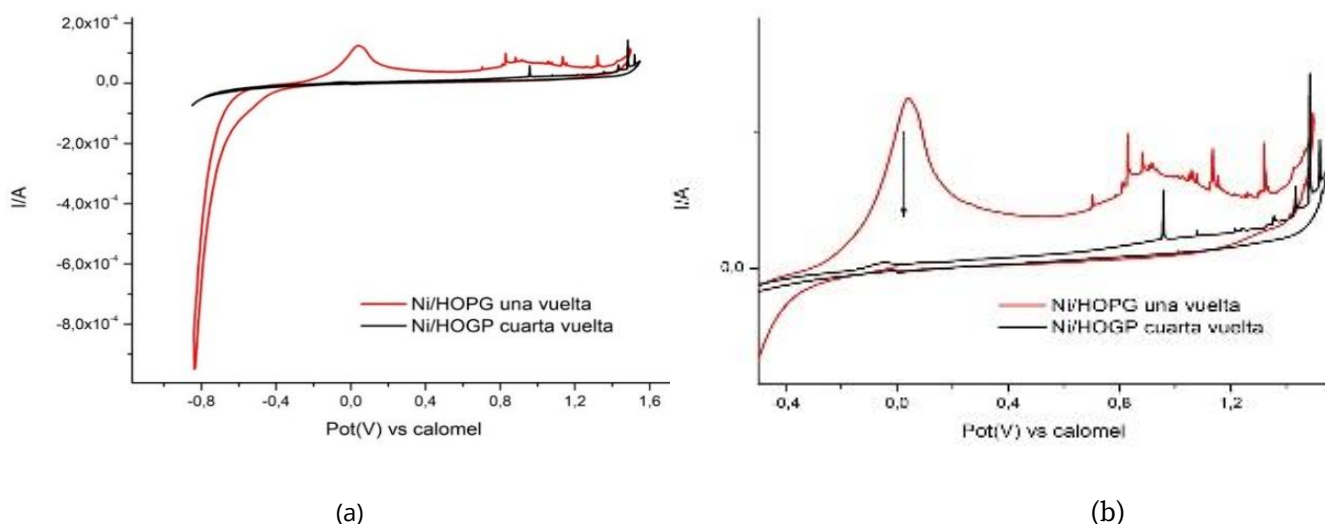 2,0x10⁻⁴
0,0
-2,0x10⁻⁴
-4,0x10⁻⁴
-6,0x10⁻⁴
-8,0x10⁻⁴
I/A
Ni/HOPG una vuelta
Ni/HOGP cuarta vuelta
-0,8 -0,4 0,0 0,4 0,8 1,2 1,6
Pot(V) vs calomel
(a)
0,0
I/A
Ni/HOPG una vuelta
Ni/HOGP cuarta vuelta
-0,4 0,0 0,4 0,8 1,2
Pot(V) vs calomel
(b)